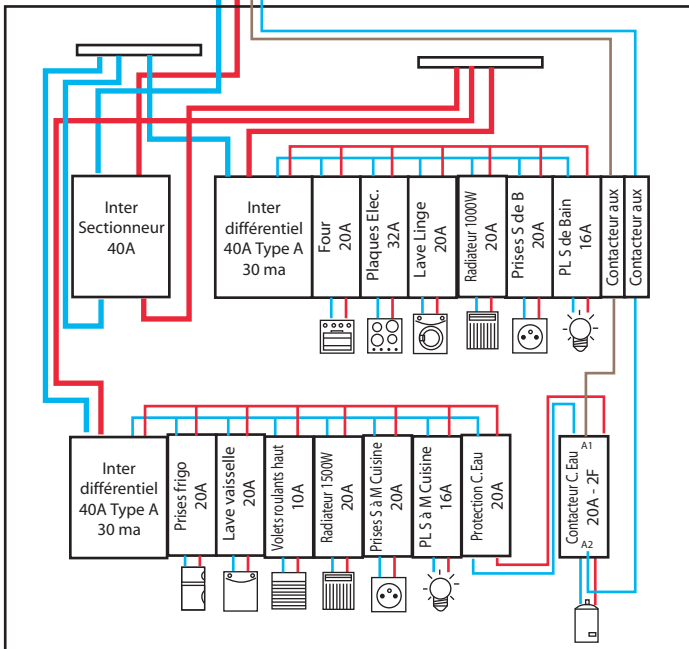 Inter
Sectionneur
40A
Inter
différentiel
40A Type A
30 ma
Four
20A
Plaques Elec.
32A
Lave Linge
20A
Radiateur 1000W
20A
Prises S de B
20A
PL S de Bain
16A
Contacteur aux
Contacteur aux
Inter
différentiel
40A Type A
30 ma
Prises frigo
20A
Lave vaisselle
20A
Volets roulants haut
10A
Radiateur 1500W
20A
Prises S à M Cuisine
20A
PL S à M Cuisine
16A
Protection C. Eau
20A
A1
Contacteur C. Eau
20A - 2F
A2